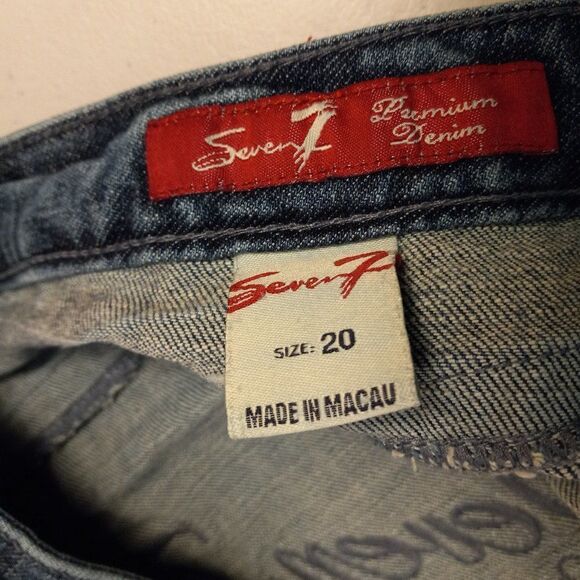 Seven7 Premium
Denim
Seven7
SIZE: 20
MADE IN MACAU